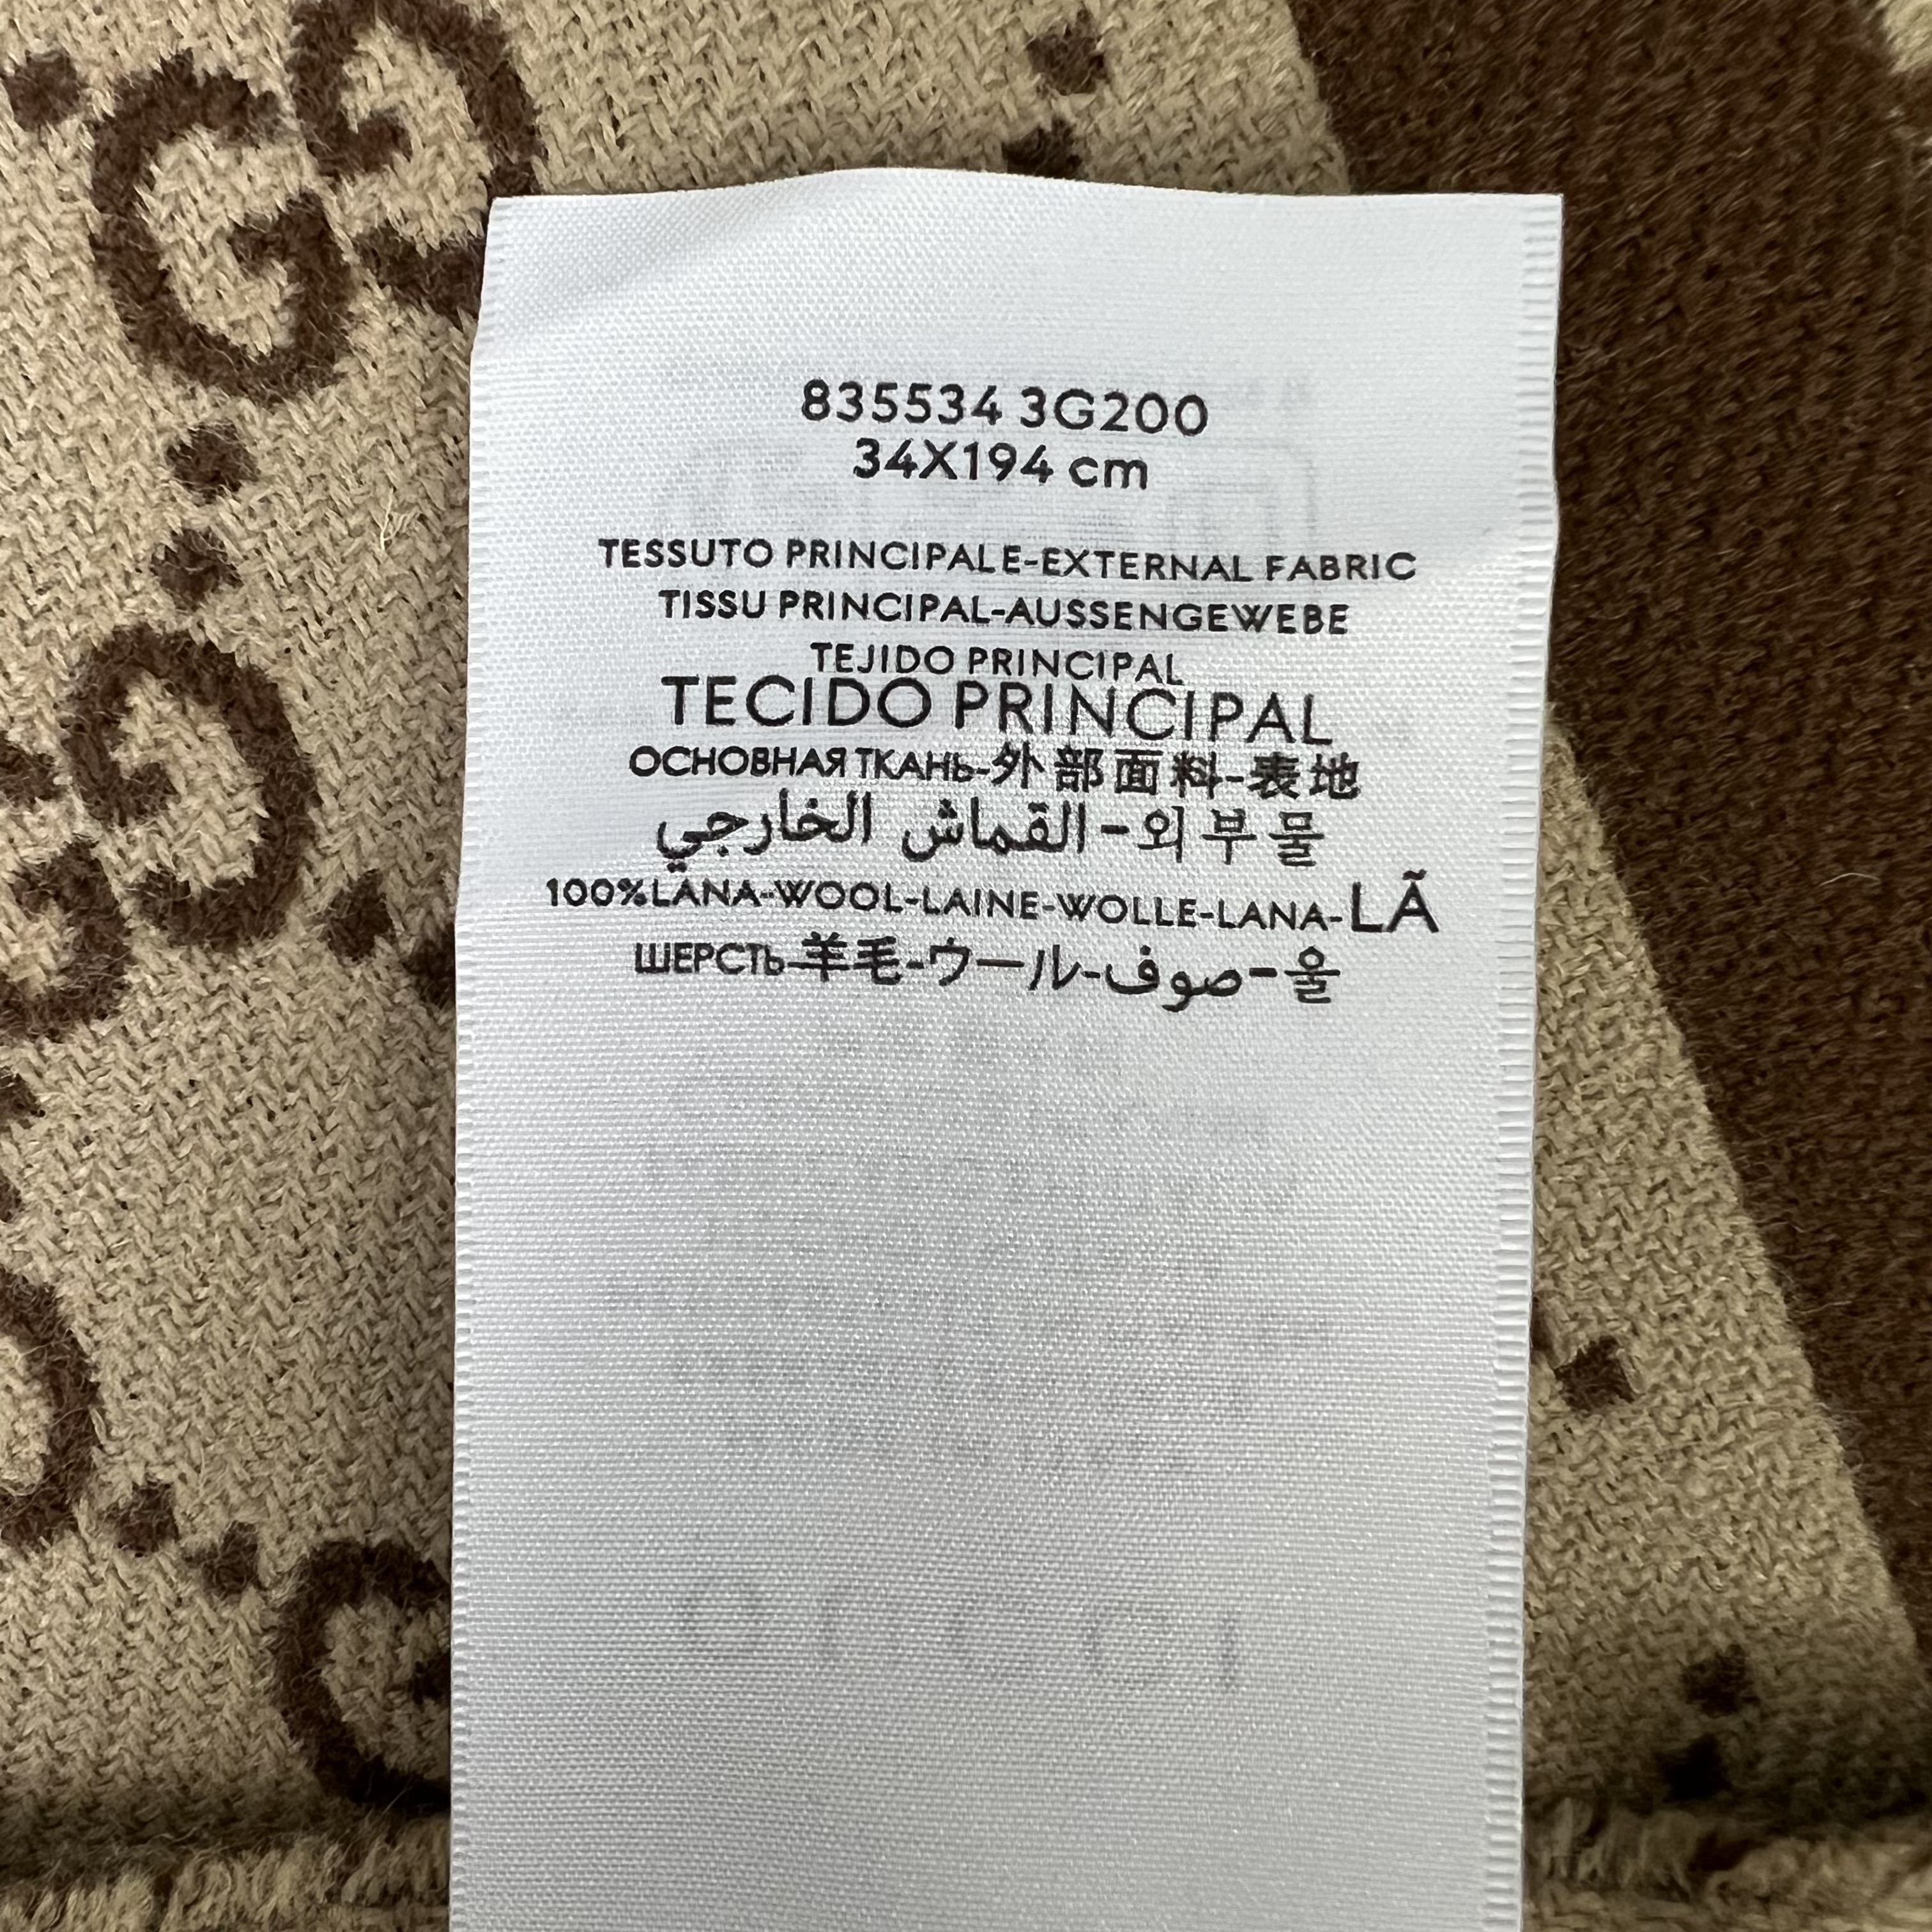 835534 3G200
34X194 cm
TESSUTO PRINCIPALE-EXTERNAL FABRIC
TISSU PRINCIPAL-AUSSENGEWEBE
TEJIDO PRINCIPAL
TECIDO PRINCIPAL
ОСНОВНАЯ ТКАНЬ-外部面料-表地
القماش الخارجي-외부물
100%LANA-WOOL-LAINE-WOLLE-LANA-LÃ
ШЕРСТЬ-羊毛-ウール-صوف-울